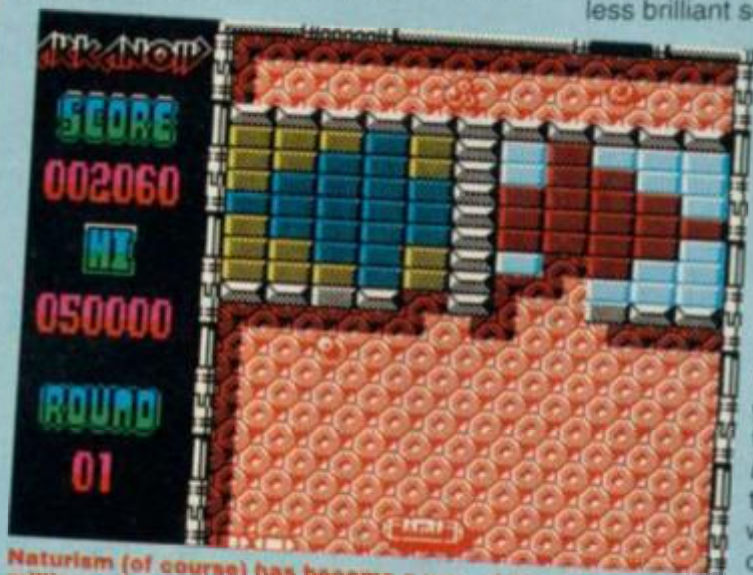 less brilliant s
ARKANOID
SCORE
002060
HI
050000
ROUND
01
Naturism (of course) has become